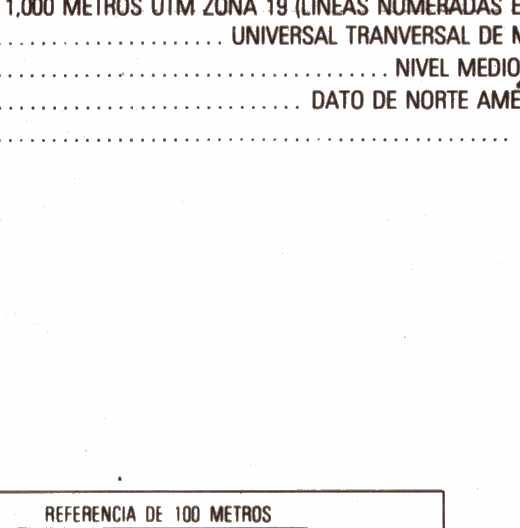 1,000 METROS UTM ZONA 19 (LINEAS NUMERADAS
UNIVERSAL TRANVERSAL DE
NIVEL MEDIO
DATO DE NORTE AMÉ
REFERENCIA DE 100 METROS